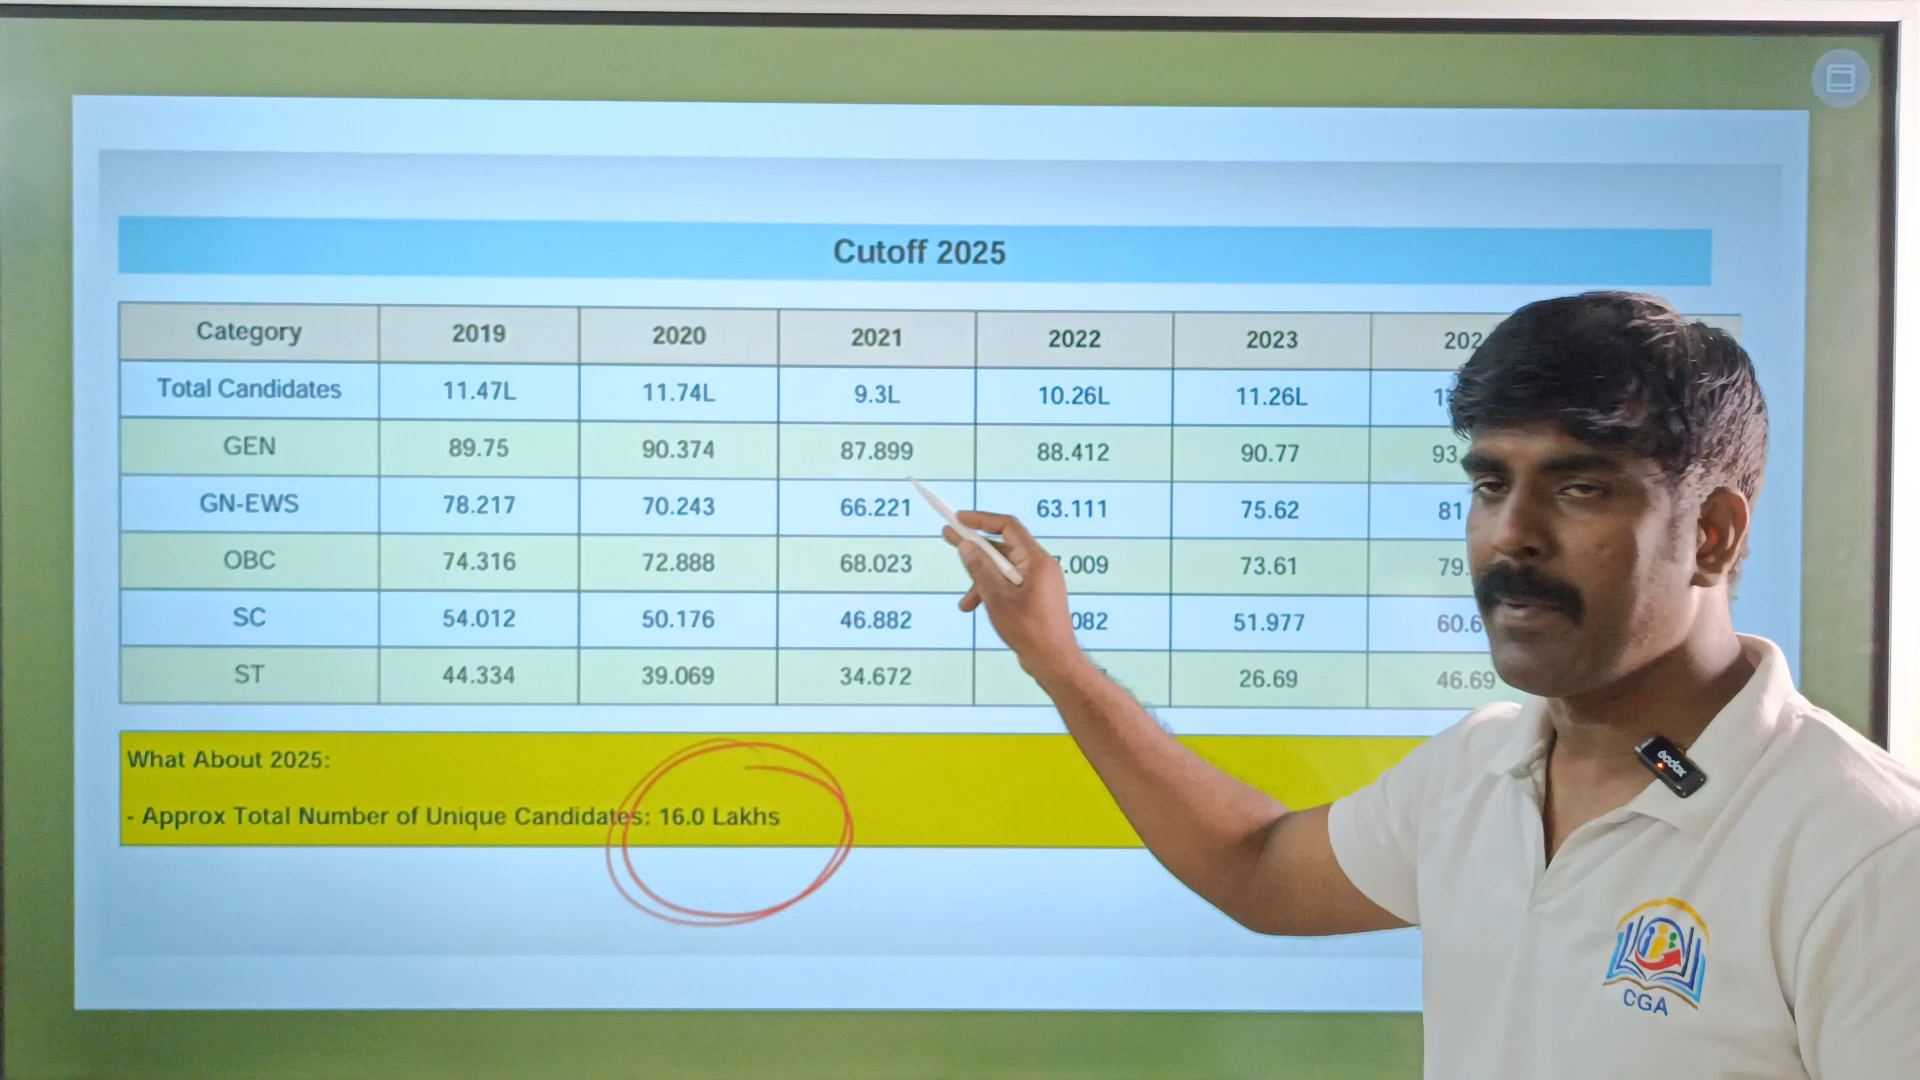 Cutoff 2025
Category 2019 2020 2021 2022 2023
Total Candidates 11.47L 11.74L 9.3L 10.26L 11.26L
GEN 89.75 90.374 87.899 88.412 90.77
GN-EWS 78.217 70.243 66.221 63.111 75.62
OBC 74.316 72.888 68.023 73.61
SC 54.012 50.176 46.882 51.977
ST 44.334 39.069 34.672 26.69 46.69
What About 2025:
- Approx Total Number of Unique Candidates: 16.0 Lakhs
Godox
CGA